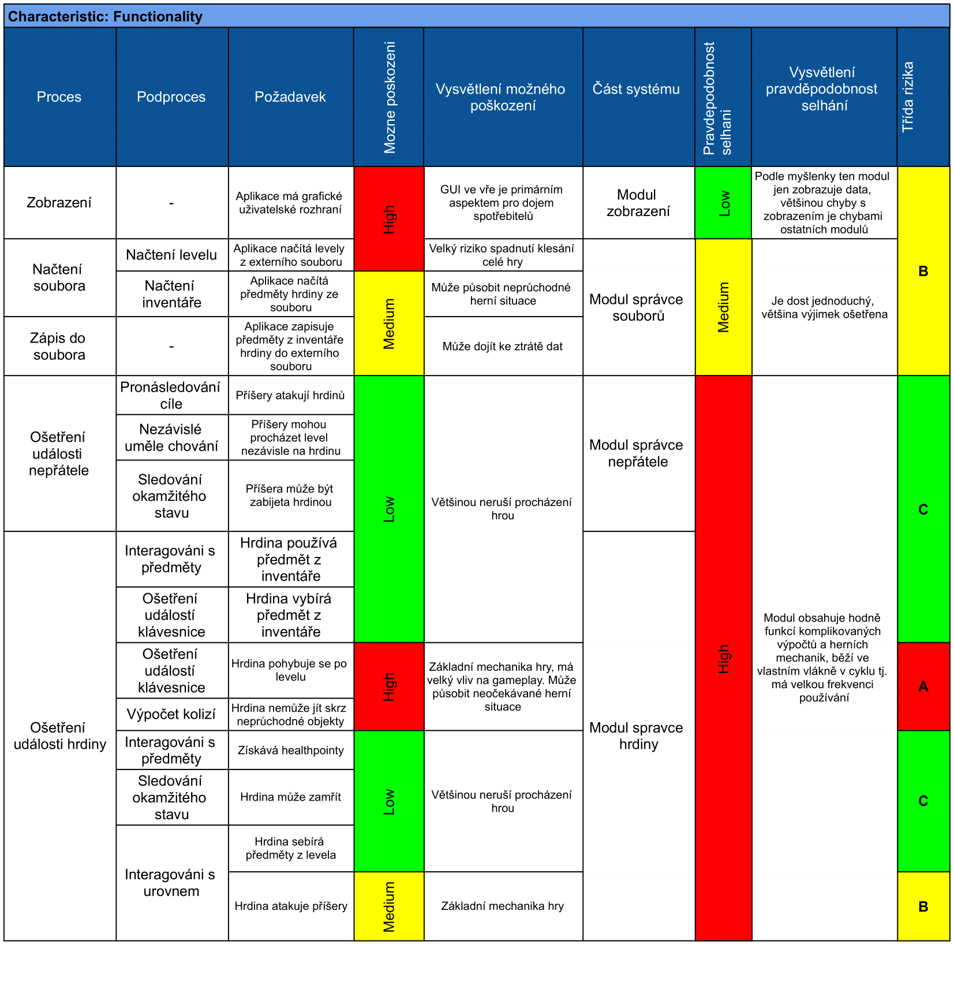 Characteristic: Functionality
Proces
Podproces
Požadavek
Mozne poskozeni
Vysvětlení možného
poškození
Část systému
Pravdepodobnost
selhani
Vysvětlení
pravděpodobnost
selhání
Třída rizika
Zobrazení
-
Aplikace má grafické
uživatelské rozhraní
High
GUI ve vře je primárním
aspektem pro dojem
spotřebitelů
Modul
zobrazení
Low
Podle myšlenky ten modul
jen zobrazuje data,
většinou chyby s
zobrazením je chybami
ostatních modulů
B
Načtení
soubora
Načtení levelu
Aplikace načítá levely
z externího souboru
Velký riziko spadnutí klesání
celé hry
Modul správce
souborů
Medium
Je dost jednoduchý,
většina výjimek ošetřena
Načtení
inventáře
Aplikace načítá
předměty hrdiny ze
souboru
Medium
Může působit neprůchodné
herní situace
Zápis do
soubora
-
Aplikace zapisuje
předměty z inventáře
hrdiny do externího
souboru
Může dojít ke ztrátě dat
Ošetření
události
nepřátele
Pronásledování
cíle
Příšery atakují hrdinů
Low
Většinou neruší procházení
hrou
Modul správce
nepřátele
High
Modul obsahuje hodně
funkcí komplikovaných
výpočtů a herních
mechanik, běží ve
vlastním vlákně v cyklu tj.
má velkou frekvenci
používání
C
Nezávislé
uměle chování
Příšery mohou
procházet level
nezávisle na hrdinu
Sledování
okamžitého
stavu
Příšera může být
zabijeta hrdinou
Ošetření
události hrdiny
Interagováni s
předměty
Hrdina používá
předmět z
inventáře
Modul spravce
hrdiny
Ošetření
událostí
klávesnice
Hrdina vybírá
předmět z
inventáře
Ošetření
událostí
klávesnice
Hrdina pohybuje se po
levelu
High
Základní mechanika hry, má
velký vliv na gameplay. Může
působit neočekávané herní
situace
A
Výpočet kolizí
Hrdina nemůže jít skrz
neprůchodné objekty
Interagováni s
předměty
Získává healthpointy
Low
Většinou neruší procházení
hrou
C
Sledování
okamžitého
stavu
Hrdina může zamřít
Interagováni s
urovnem
Hrdina sebírá
předměty z levela
Hrdina atakuje příšery
Medium
Základní mechanika hry
B